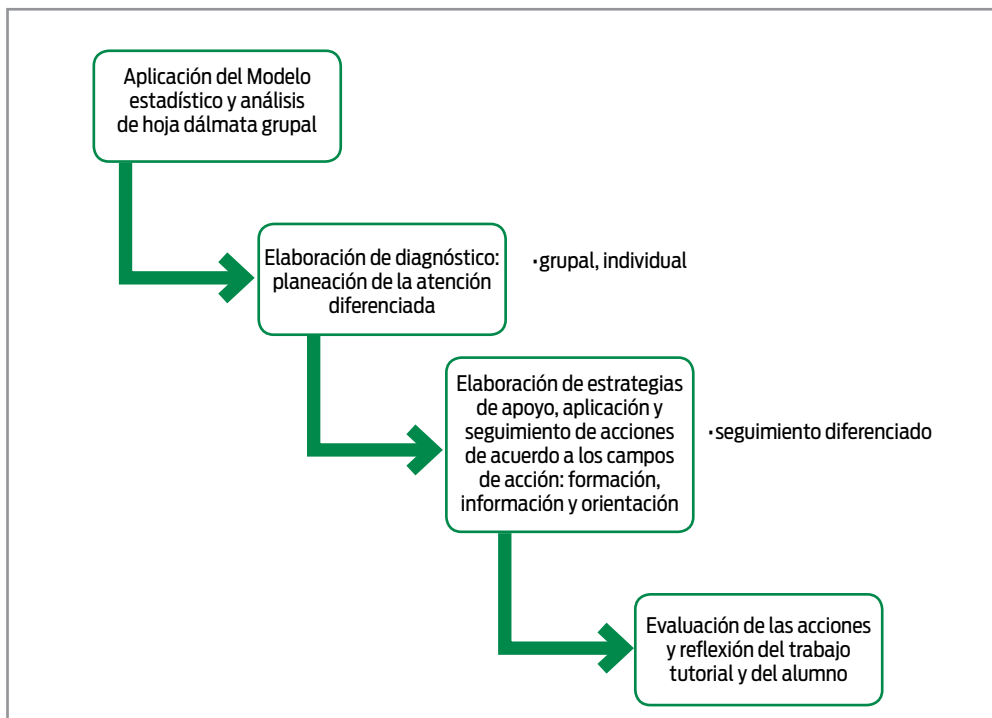 Aplicación del Modelo
estadístico y análisis
de hoja dálmata grupal
Elaboración de diagnóstico:
planeación de la atención
diferenciada
·grupal, individual
Elaboración de estrategias
de apoyo, aplicación y
seguimiento de acciones
de acuerdo a los campos
de acción: formación,
información y orientación
·seguimiento diferenciado
Evaluación de las acciones
y reflexión del trabajo
tutorial y del alumno